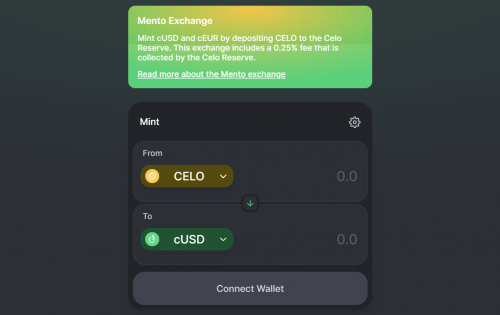 Mento Exchange
Mint cUSD and cEUR by depositing CELO to the Celo
Reserve. This exchange includes a 0.25% fee that is
collected by the Celo Reserve.
Read more about the Mento exchange
Mint
From
CELO
0.0
To
cUSD
0.0
Connect Wallet